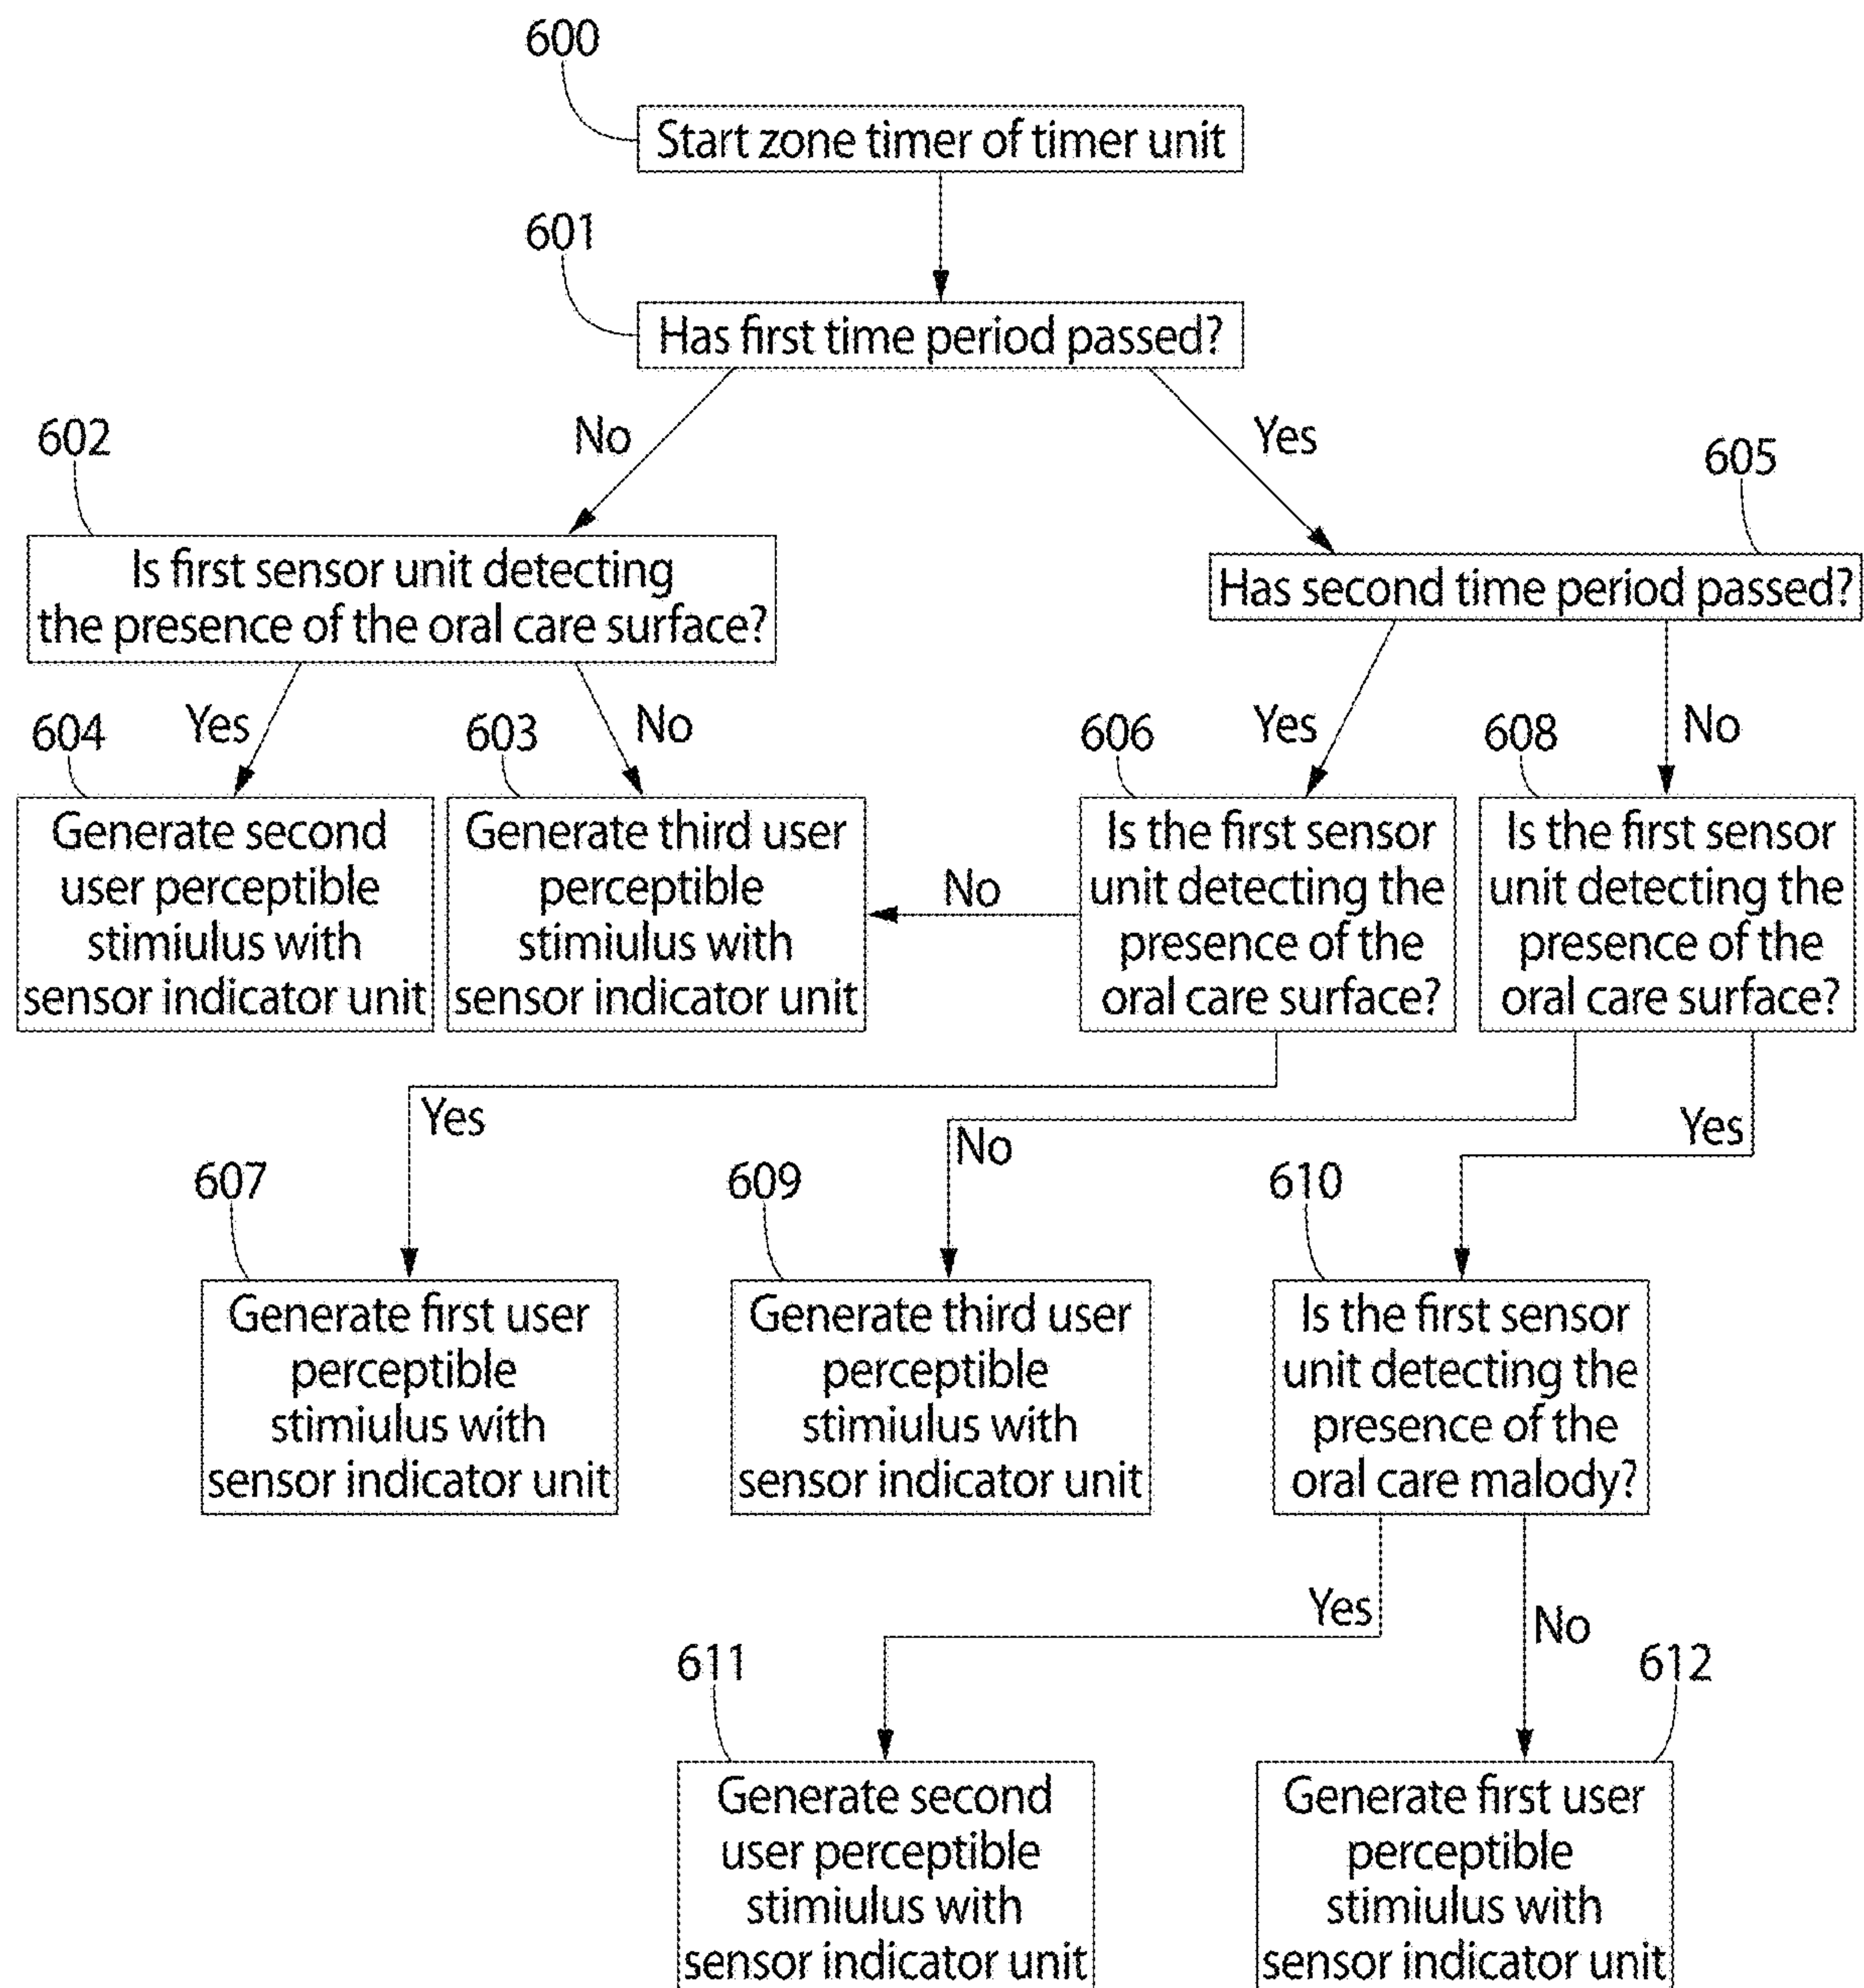 600
Start zone timer of timer unit
601
Has first time period passed?
No
Yes
602
605
Is first sensor unit detecting
the presence of the oral care surface?
Has second time period passed?
Yes
No
Yes
No
604
603
606
608
Generate second
user perceptible
stimiulus with
sensor indicator unit
Generate third user
perceptible
stimiulus with
sensor indicator unit
No
Is the first sensor
unit detecting the
presence of the
oral care surface?
Is the first sensor
unit detecting the
presence of the
oral care surface?
Yes
No
Yes
607
609
610
Generate first user
perceptible
stimiulus with
sensor indicator unit
Generate third user
perceptible
stimiulus with
sensor indicator unit
Is the first sensor
unit detecting the
presence of the
oral care malody?
Yes
No
611
612
Generate second
user perceptible
stimiulus with
sensor indicator unit
Generate first user
perceptible
stimiulus with
sensor indicator unit